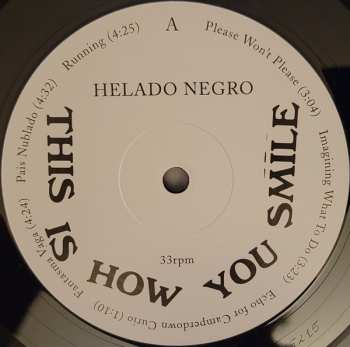 A
Please Won't Please (3:04)
Imagining What To Do (3:23)
Echo for Camperdown Curio (1:10)
Fantasma Vaga (4:24)
País Nublado (4:32)
Running (4:25)
HELADO NEGRO
THIS IS HOW YOU SMILE
33rpm